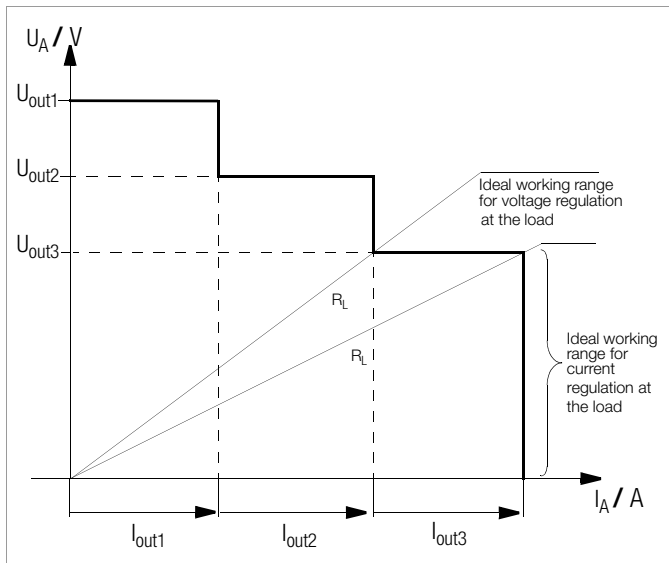 U_A / V
U_out1
U_out2
U_out3
Ideal working range
for voltage regulation
at the load
R_L
R_L
Ideal working
range for
current
regulation at
the load
I_A / A
I_out1
I_out2
I_out3